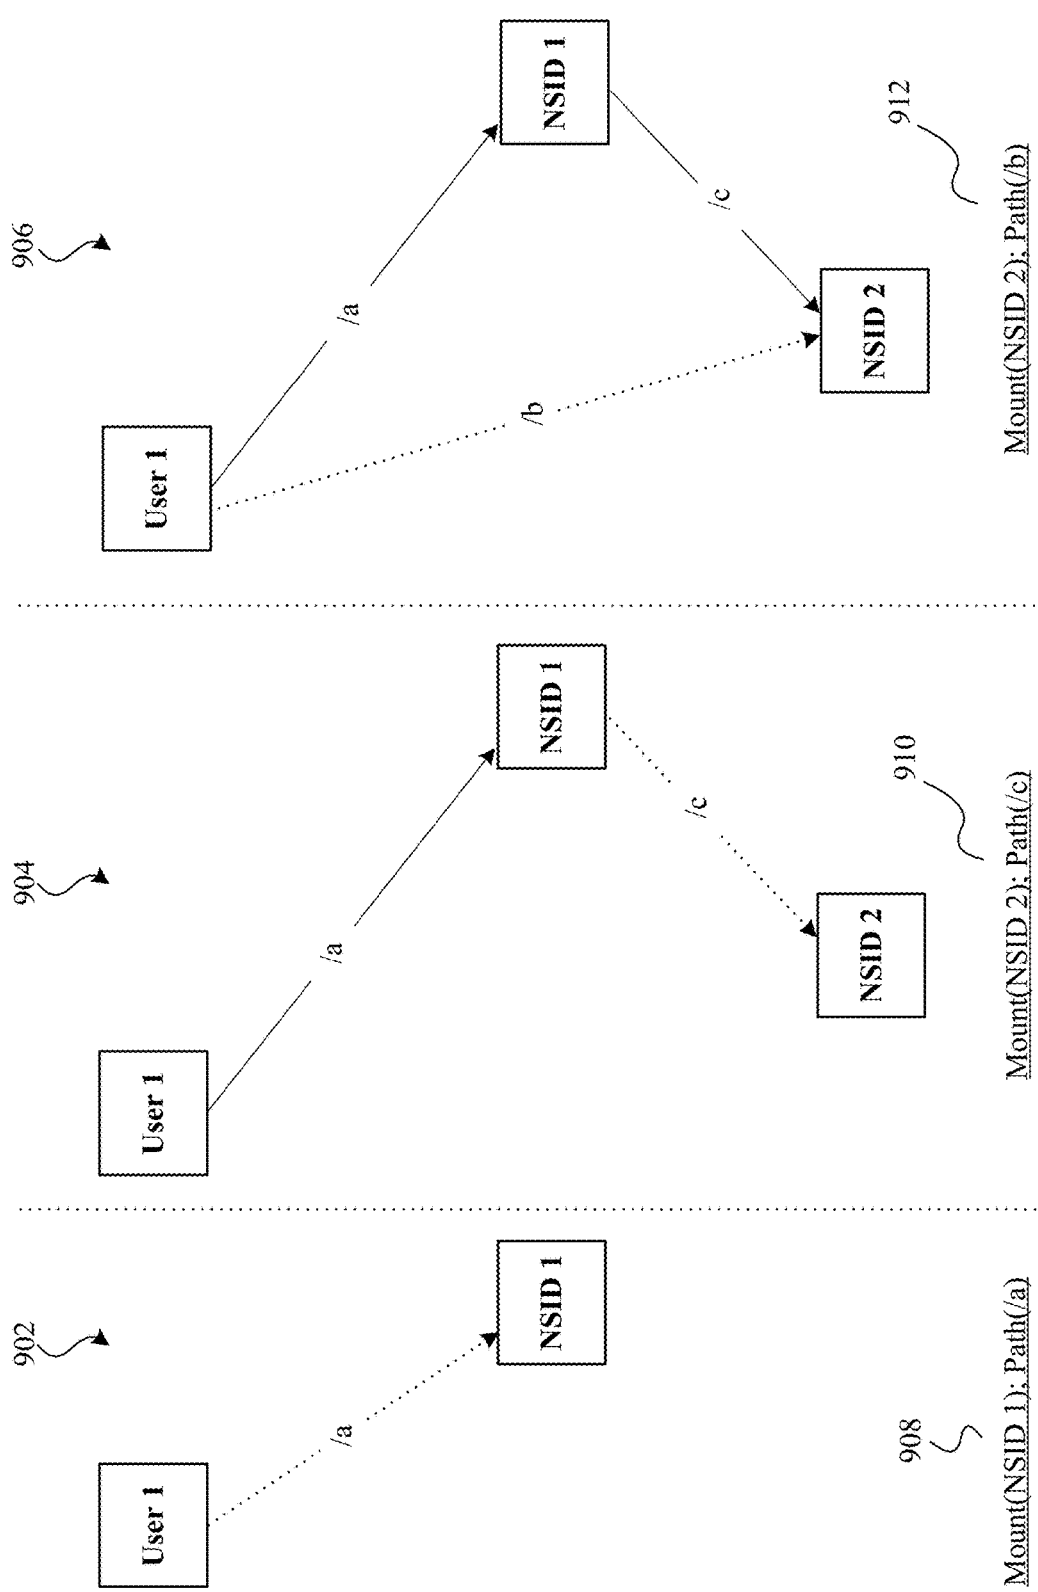 902
User 1
/a
NSID 1
908
Mount(NSID 1); Path(/a)
904
User 1
/a
NSID 1
/c
NSID 2
910
Mount(NSID 2); Path(/c)
906
User 1
/a
NSID 1
/b
/c
NSID 2
912
Mount(NSID 2); Path(/b)